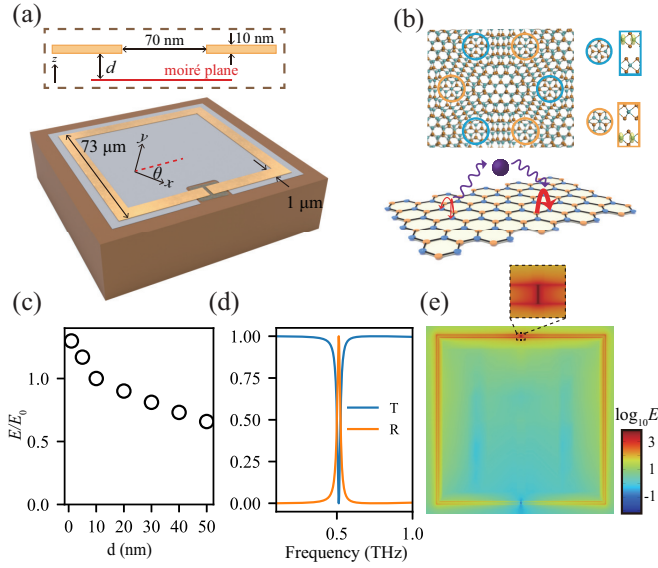 (a)
70 nm
10 nm
z
d
moiré plane
73 μm
y
θ
x
1 μm
(b)
(c)
E/E₀
1.0
0.5
0.0
0
10
20
30
40
50
d (nm)
(d)
1.00
0.75
0.50
0.25
0.00
T
R
0.5
1.0
Frequency (THz)
(e)
log₁₀E
3
1
-1